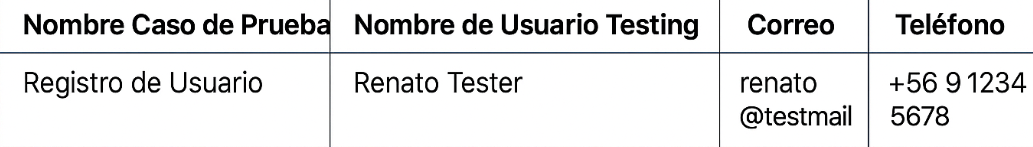 Nombre Caso de Prueba Nombre de Usuario Testing Correo Teléfono
Registro de Usuario Renato Tester renato +56 9 1234
@testmail 5678